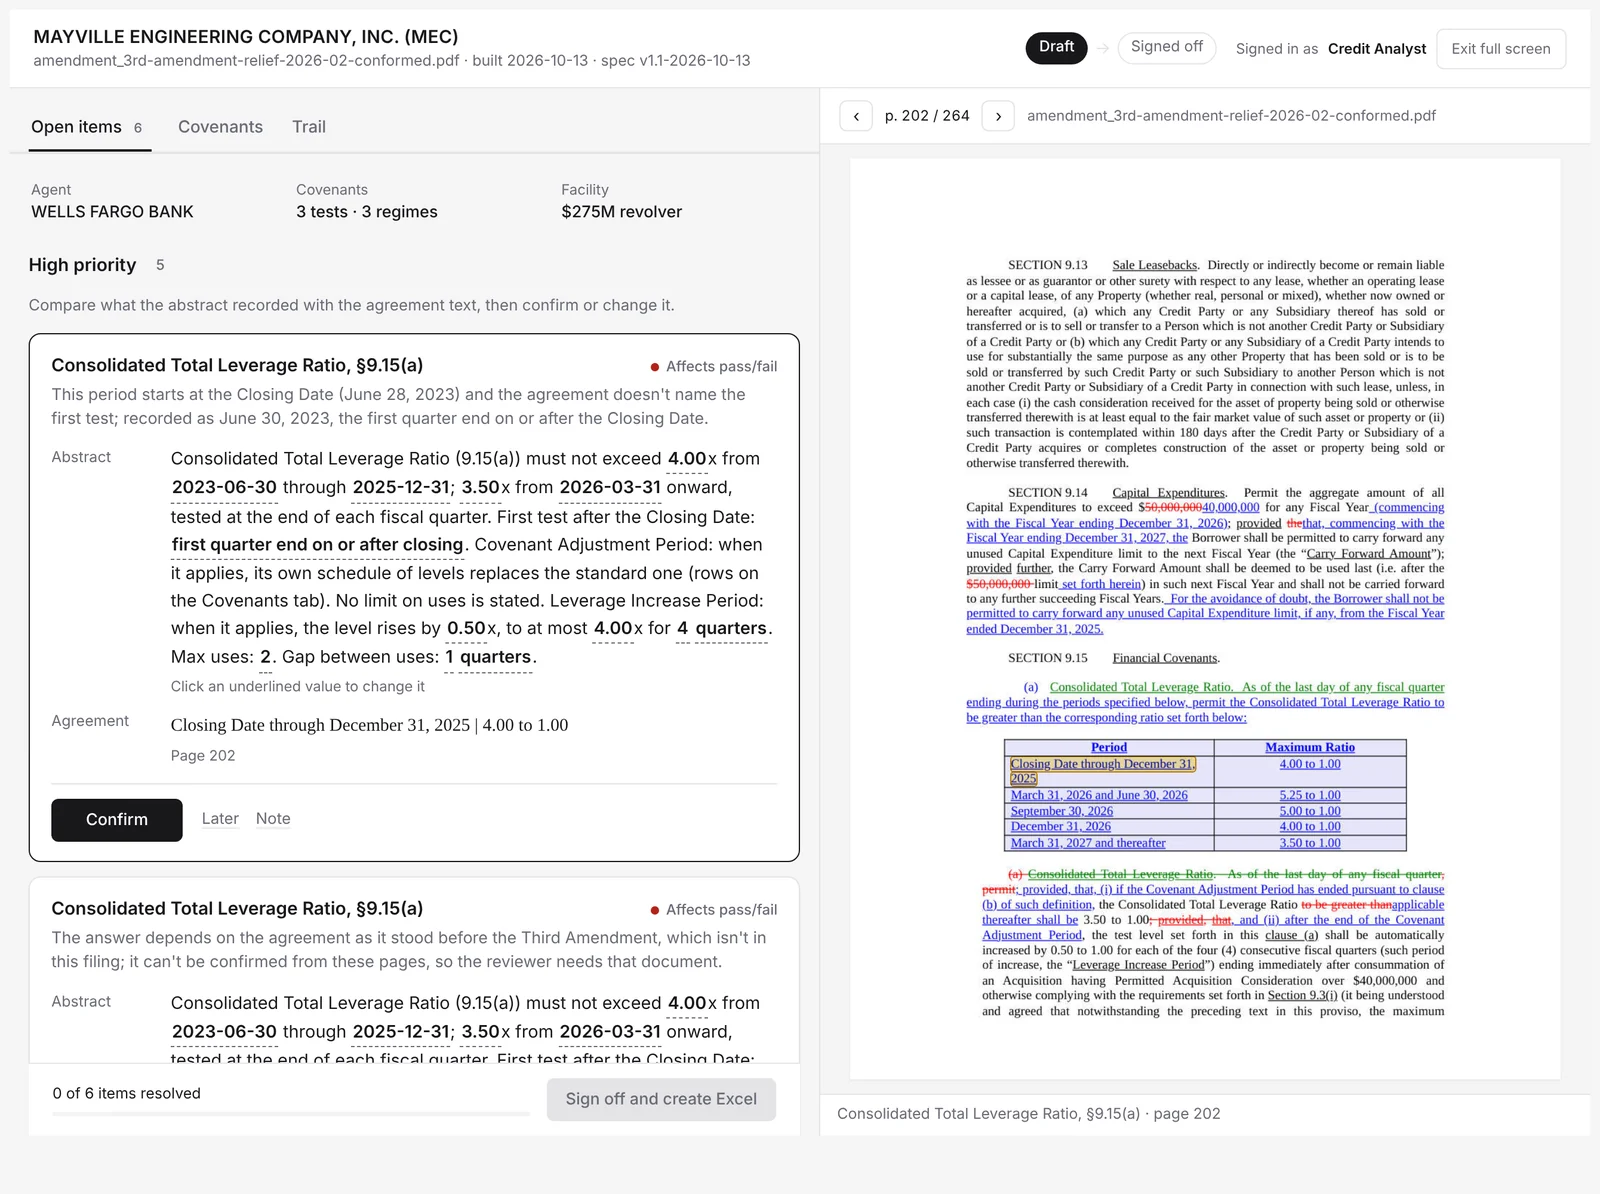 MAYVILLE ENGINEERING COMPANY, INC. (MEC)
amendment_3rd-amendment-relief-2026-02-conformed.pdf · built 2026-10-13 · spec v1.1-2026-10-13
Draft → Signed off Signed in as Credit Analyst Exit full screen
Open items 6 Covenants Trail
Agent Covenants Facility
WELLS FARGO BANK 3 tests · 3 regimes $275M revolver
High priority 5
Compare what the abstract recorded with the agreement text, then confirm or change it.
Consolidated Total Leverage Ratio, §9.15(a) Affects pass/fail
This period starts at the Closing Date (June 28, 2023) and the agreement doesn't name the
first test; recorded as June 30, 2023, the first quarter end on or after the Closing Date.
Abstract Consolidated Total Leverage Ratio (9.15(a)) must not exceed 4.00x from
2023-06-30 through 2025-12-31; 3.50x from 2026-03-31 onward,
tested at the end of each fiscal quarter. First test after the Closing Date:
first quarter end on or after closing. Covenant Adjustment Period: when
it applies, its own schedule of levels replaces the standard one (rows on
the Covenants tab). No limit on uses is stated. Leverage Increase Period:
when it applies, the level rises by 0.50x, to at most 4.00x for 4 quarters.
Max uses: 2. Gap between uses: 1 quarters.
Click an underlined value to change it
Agreement Closing Date through December 31, 2025 | 4.00 to 1.00
Page 202
Confirm Later Note
Consolidated Total Leverage Ratio, §9.15(a) Affects pass/fail
The answer depends on the agreement as it stood before the Third Amendment, which isn't in
this filing; it can't be confirmed from these pages, so the reviewer needs that document.
Abstract Consolidated Total Leverage Ratio (9.15(a)) must not exceed 4.00x from
2023-06-30 through 2025-12-31; 3.50x from 2026-03-31 onward,
tested at the end of each fiscal quarter. First test after the Closing Date:
0 of 6 items resolved Sign off and create Excel
‹ p. 202 / 264 › amendment_3rd-amendment-relief-2026-02-conformed.pdf
SECTION 9.13 Sale Leasebacks. Directly or indirectly become or remain liable
as lessee or as guarantor or other surety with respect to any lease, whether an operating lease
or a capital lease, of any Property (whether real, personal or mixed), whether now owned or
hereafter acquired, (a) which any Credit Party or any Subsidiary thereof has sold or
transferred or is to sell or transfer to a Person which is not another Credit Party or Subsidiary
of a Credit Party or (b) which any Credit Party or any Subsidiary of a Credit Party intends to
use for substantially the same purpose as any other Property that has been sold or is to be
sold or transferred by such Credit Party or such Subsidiary to another Person which is not
another Credit Party or Subsidiary of a Credit Party in connection with such lease, unless, in
each case (i) the cash consideration received for the asset of property being sold or otherwise
transferred therewith is at least equal to the fair market value of such asset or property or (ii)
such transaction is contemplated within 180 days after the Credit Party or Subsidiary of a
Credit Party acquires or completes construction of the asset or property being sold or
otherwise transferred therewith.
SECTION 9.14 Capital Expenditures. Permit the aggregate amount of all
Capital Expenditures to exceed $50,000,00040,000,000 for any Fiscal Year (commencing
with the Fiscal Year ending December 31, 2026); provided thethat, commencing with the
Fiscal Year ending December 31, 2027, the Borrower shall be permitted to carry forward any
unused Capital Expenditure limit to the next Fiscal Year (the “Carry Forward Amount”);
provided further, the Carry Forward Amount shall be deemed to be used last (i.e. after the
$50,000,000 limit set forth herein) in such next Fiscal Year and shall not be carried forward
to any further succeeding Fiscal Years. For the avoidance of doubt, the Borrower shall not be
permitted to carry forward any unused Capital Expenditure limit, if any, from the Fiscal Year
ended December 31, 2025.
SECTION 9.15 Financial Covenants.
(a) Consolidated Total Leverage Ratio. As of the last day of any fiscal quarter
ending during the periods specified below, permit the Consolidated Total Leverage Ratio to
be greater than the corresponding ratio set forth below:
Period Maximum Ratio
Closing Date through December 31, 4.00 to 1.00
2025
March 31, 2026 and June 30, 2026 5.25 to 1.00
September 30, 2026 5.00 to 1.00
December 31, 2026 4.00 to 1.00
March 31, 2027 and thereafter 3.50 to 1.00
(a) Consolidated Total Leverage Ratio. As of the last day of any fiscal quarter,
permit; provided, that, (i) if the Covenant Adjustment Period has ended pursuant to clause
(b) of such definition, the Consolidated Total Leverage Ratio to be greater thanapplicable
thereafter shall be 3.50 to 1.00; provided, that, and (ii) after the end of the Covenant
Adjustment Period, the test level set forth in this clause (a) shall be automatically
increased by 0.50 to 1.00 for each of the four (4) consecutive fiscal quarters (such period
of increase, the “Leverage Increase Period”) ending immediately after consummation of
an Acquisition having Permitted Acquisition Consideration over $40,000,000 and
otherwise complying with the requirements set forth in Section 9.3(i) (it being understood
and agreed that notwithstanding the preceding text in this proviso, the maximum
Consolidated Total Leverage Ratio, §9.15(a) · page 202